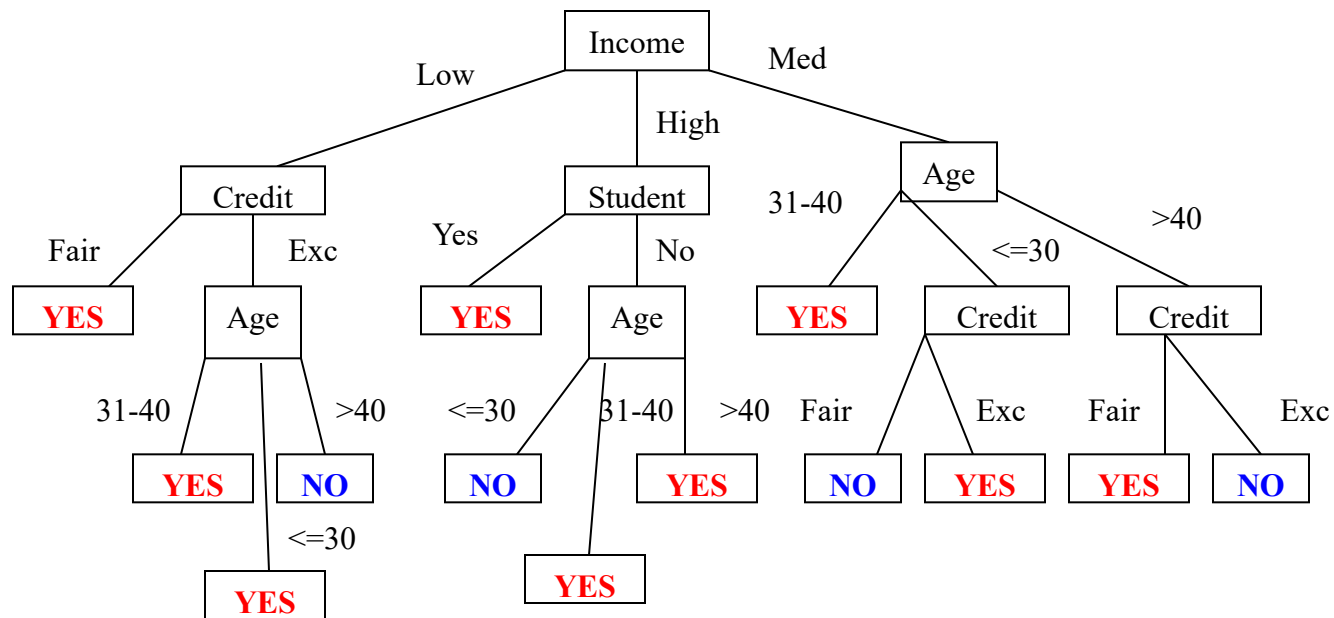 Income
Low
Med
High
Credit
Student
Age
31-40
>40
Yes
Fair
Exc
No
<=30
YES
Age
YES
Age
YES
Credit
Credit
31-40
>40
<=30
31-40
>40
Fair
Exc
Fair
Exc
YES
NO
NO
YES
NO
YES
YES
NO
<=30
YES
YES